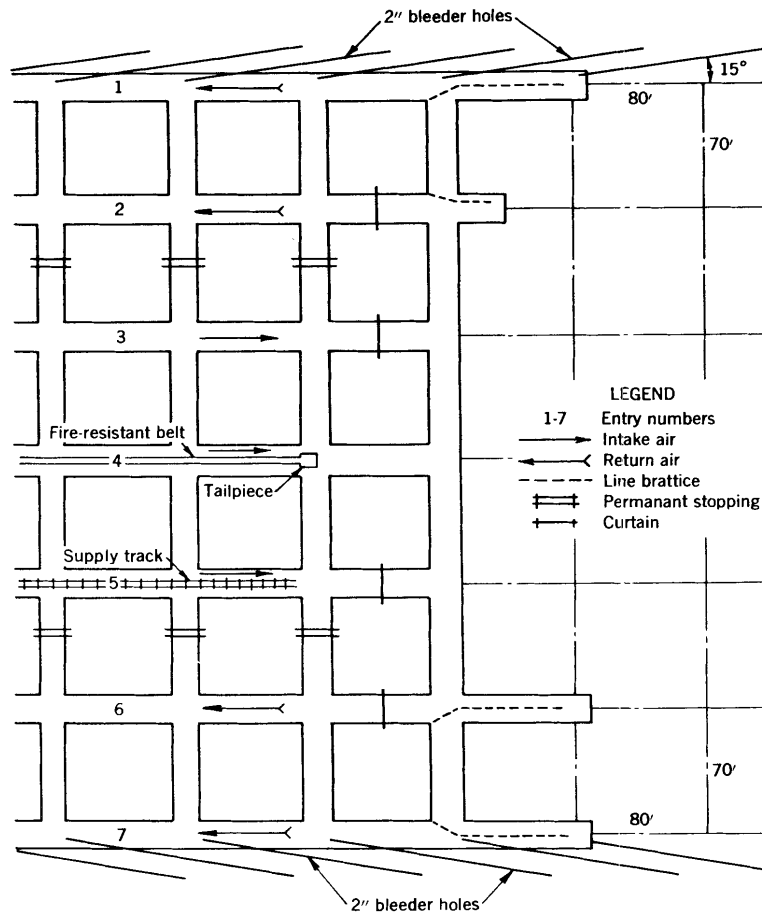 2″ bleeder holes
15°
1
80′
70′
2
3
LEGEND
1-7 Entry numbers
Intake air
Return air
Line brattice
Permanant stopping
Curtain
Fire-resistant belt
4
Tailpiece
Supply track
5
6
70′
7
80′
2″ bleeder holes